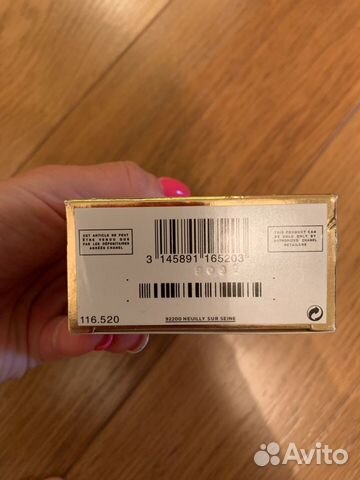 CET ARTICLE NE PEUT
ÊTRE VENDU QUE
PAR LES DÉPOSITAIRES
AGRÉÉS CHANEL
THIS PRODUCT CAN
BE SOLD ONLY BY
AUTHORIZED CHANEL
RETAILERS
3 145891 165203
116.520
92200 NEUILLY SUR SEINE
Avito